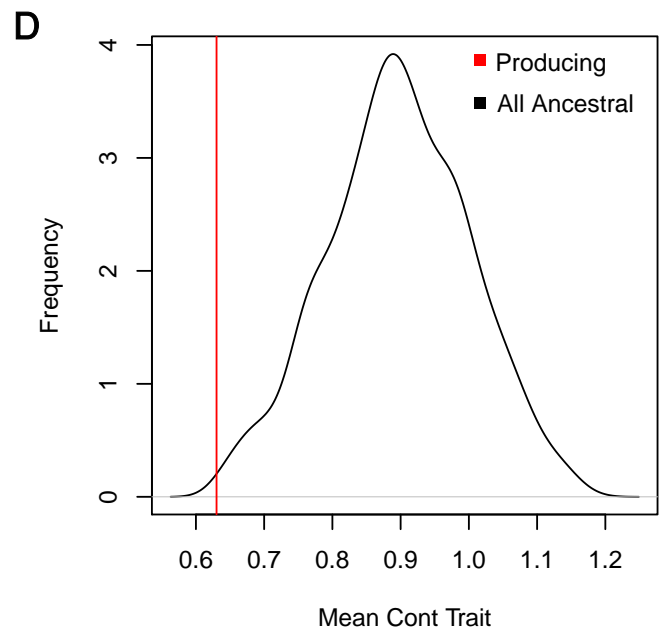 D
Producing
All Ancestral
Frequency
4
3
2
1
0
0.6 0.7 0.8 0.9 1.0 1.1 1.2
Mean Cont Trait